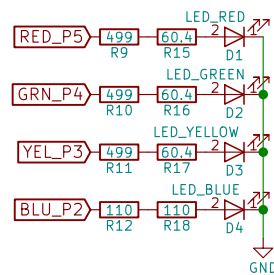 LED_RED
RED_P5 499 60.4 2 1
R9 R15 D1
LED_GREEN
GRN_P4 499 60.4 2 1
R10 R16 D2
LED_YELLOW
YEL_P3 499 60.4 2 1
R11 R17 D3
LED_BLUE
BLU_P2 110 110 2 1
R12 R18 D4
GND